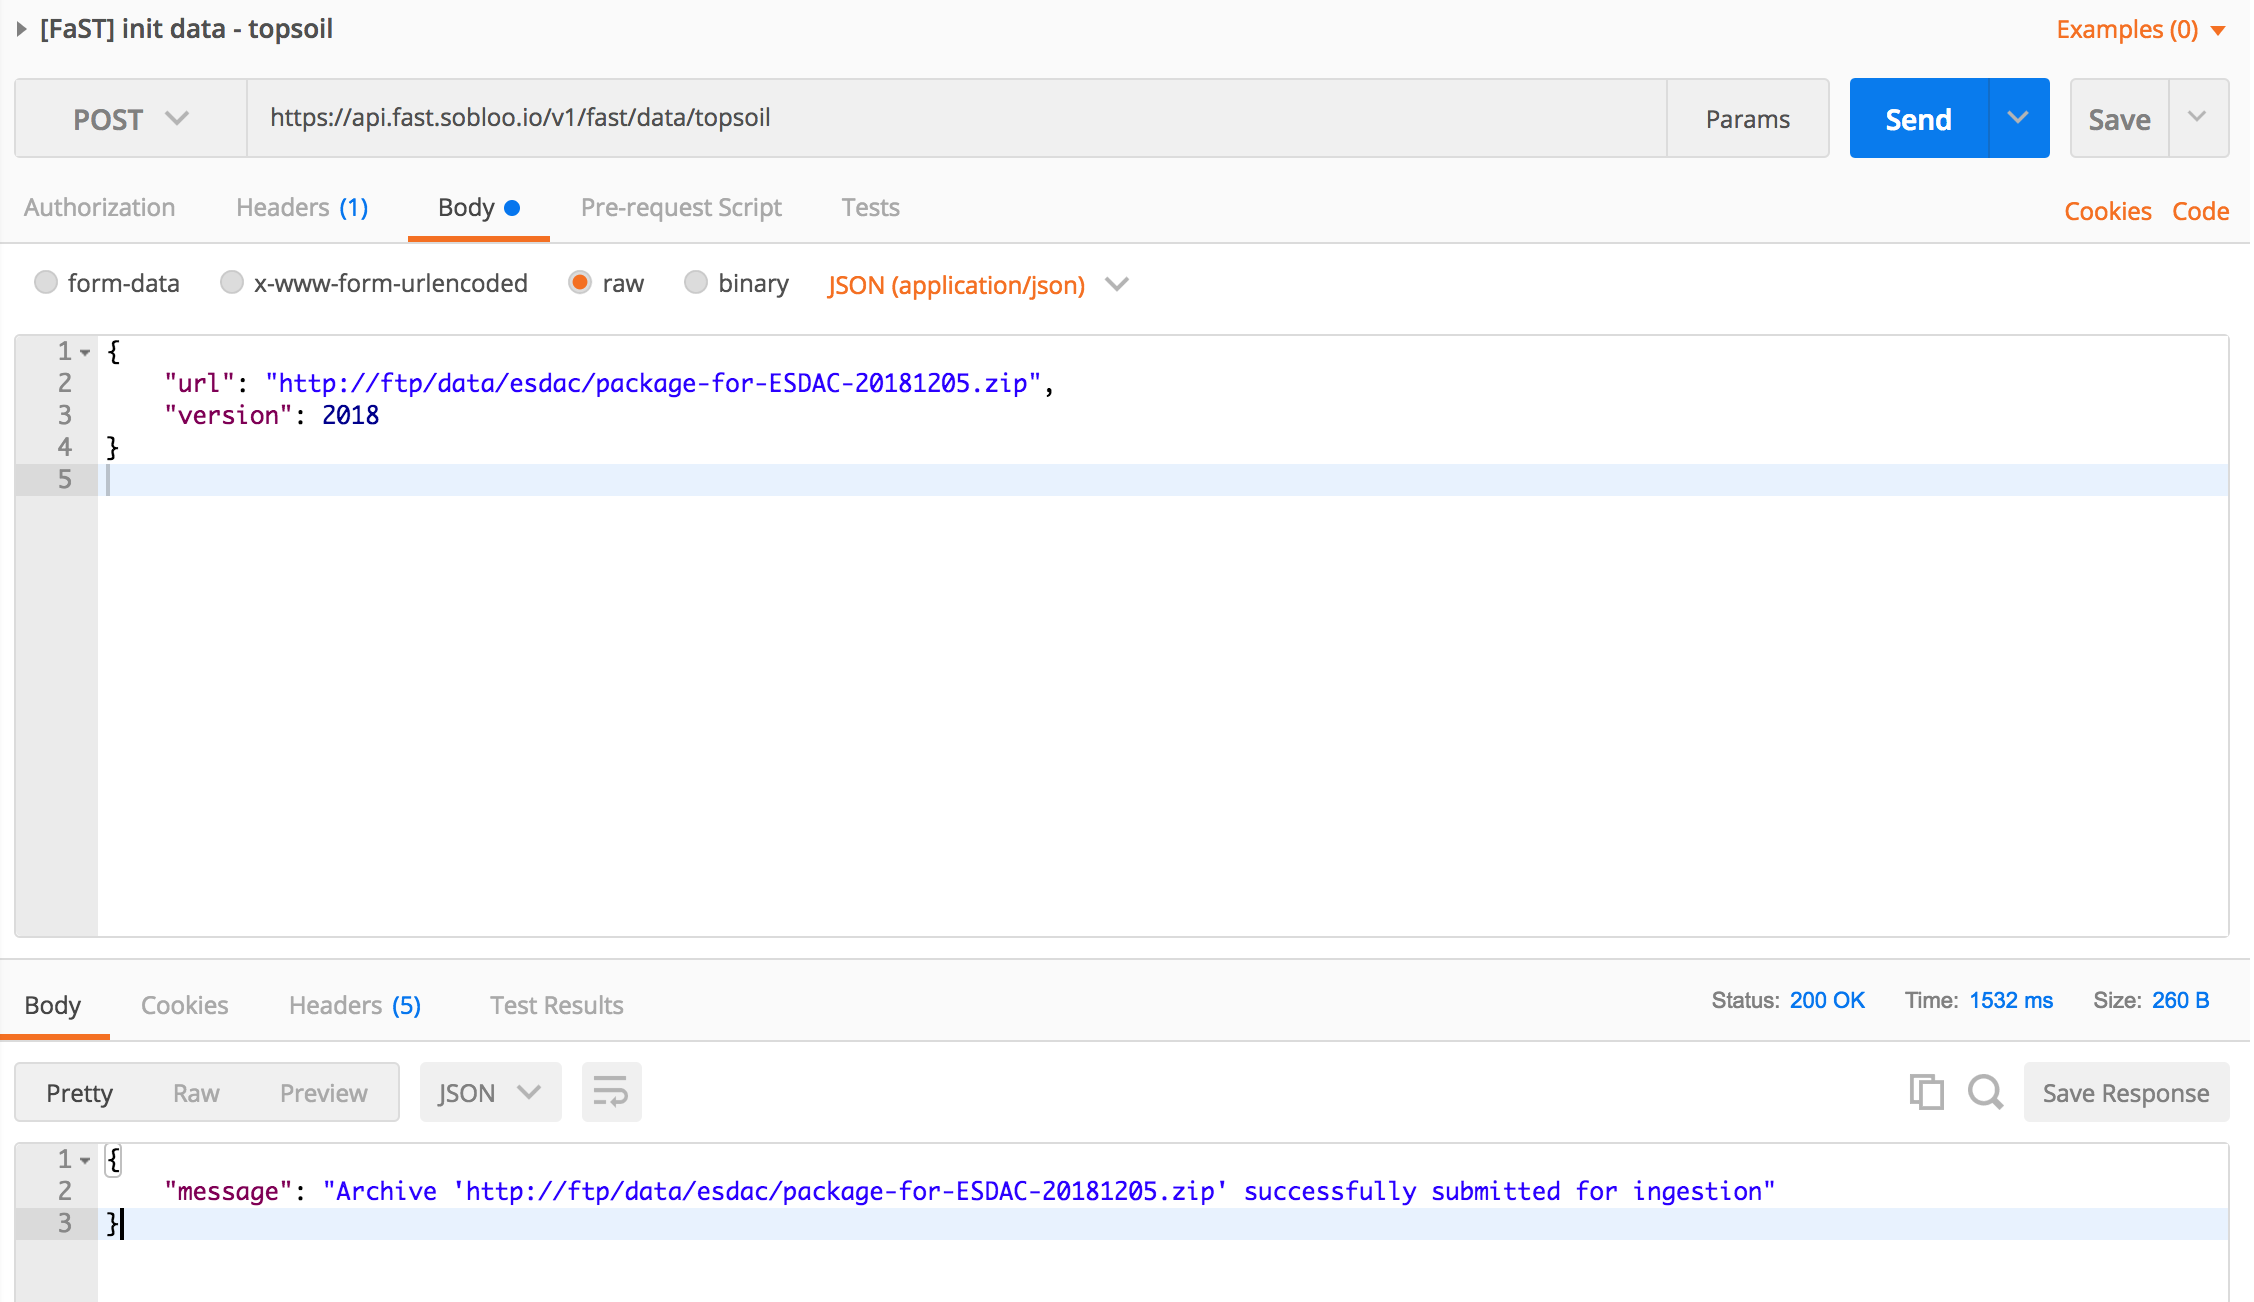 [FaST] init data - topsoil
Examples (0)
POST
https://api.fast.sobloo.io/v1/fast/data/topsoil
Params
Send
Save
Authorization
Headers (1)
Body
Pre-request Script
Tests
Cookies
Code
form-data
x-www-form-urlencoded
raw
binary
JSON (application/json)
1 {
2 "url": "http://ftp/data/esdac/package-for-ESDAC-20181205.zip",
3 "version": 2018
4 }
5
Body
Cookies
Headers (5)
Test Results
Status: 200 OK
Time: 1532 ms
Size: 260 B
Pretty
Raw
Preview
JSON
Save Response
1 {
2 "message": "Archive 'http://ftp/data/esdac/package-for-ESDAC-20181205.zip' successfully submitted for ingestion"
3 }